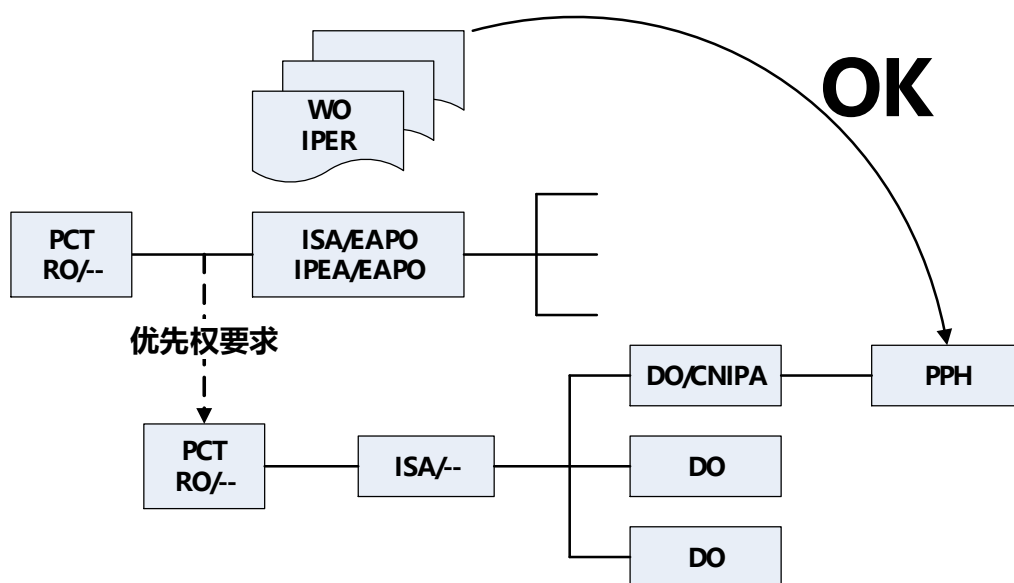 OK
WO
IPER
PCT
RO/--
ISA/EAPO
IPEA/EAPO
优先权要求
DO/CNIPA
PPH
PCT
RO/--
ISA/--
DO
DO